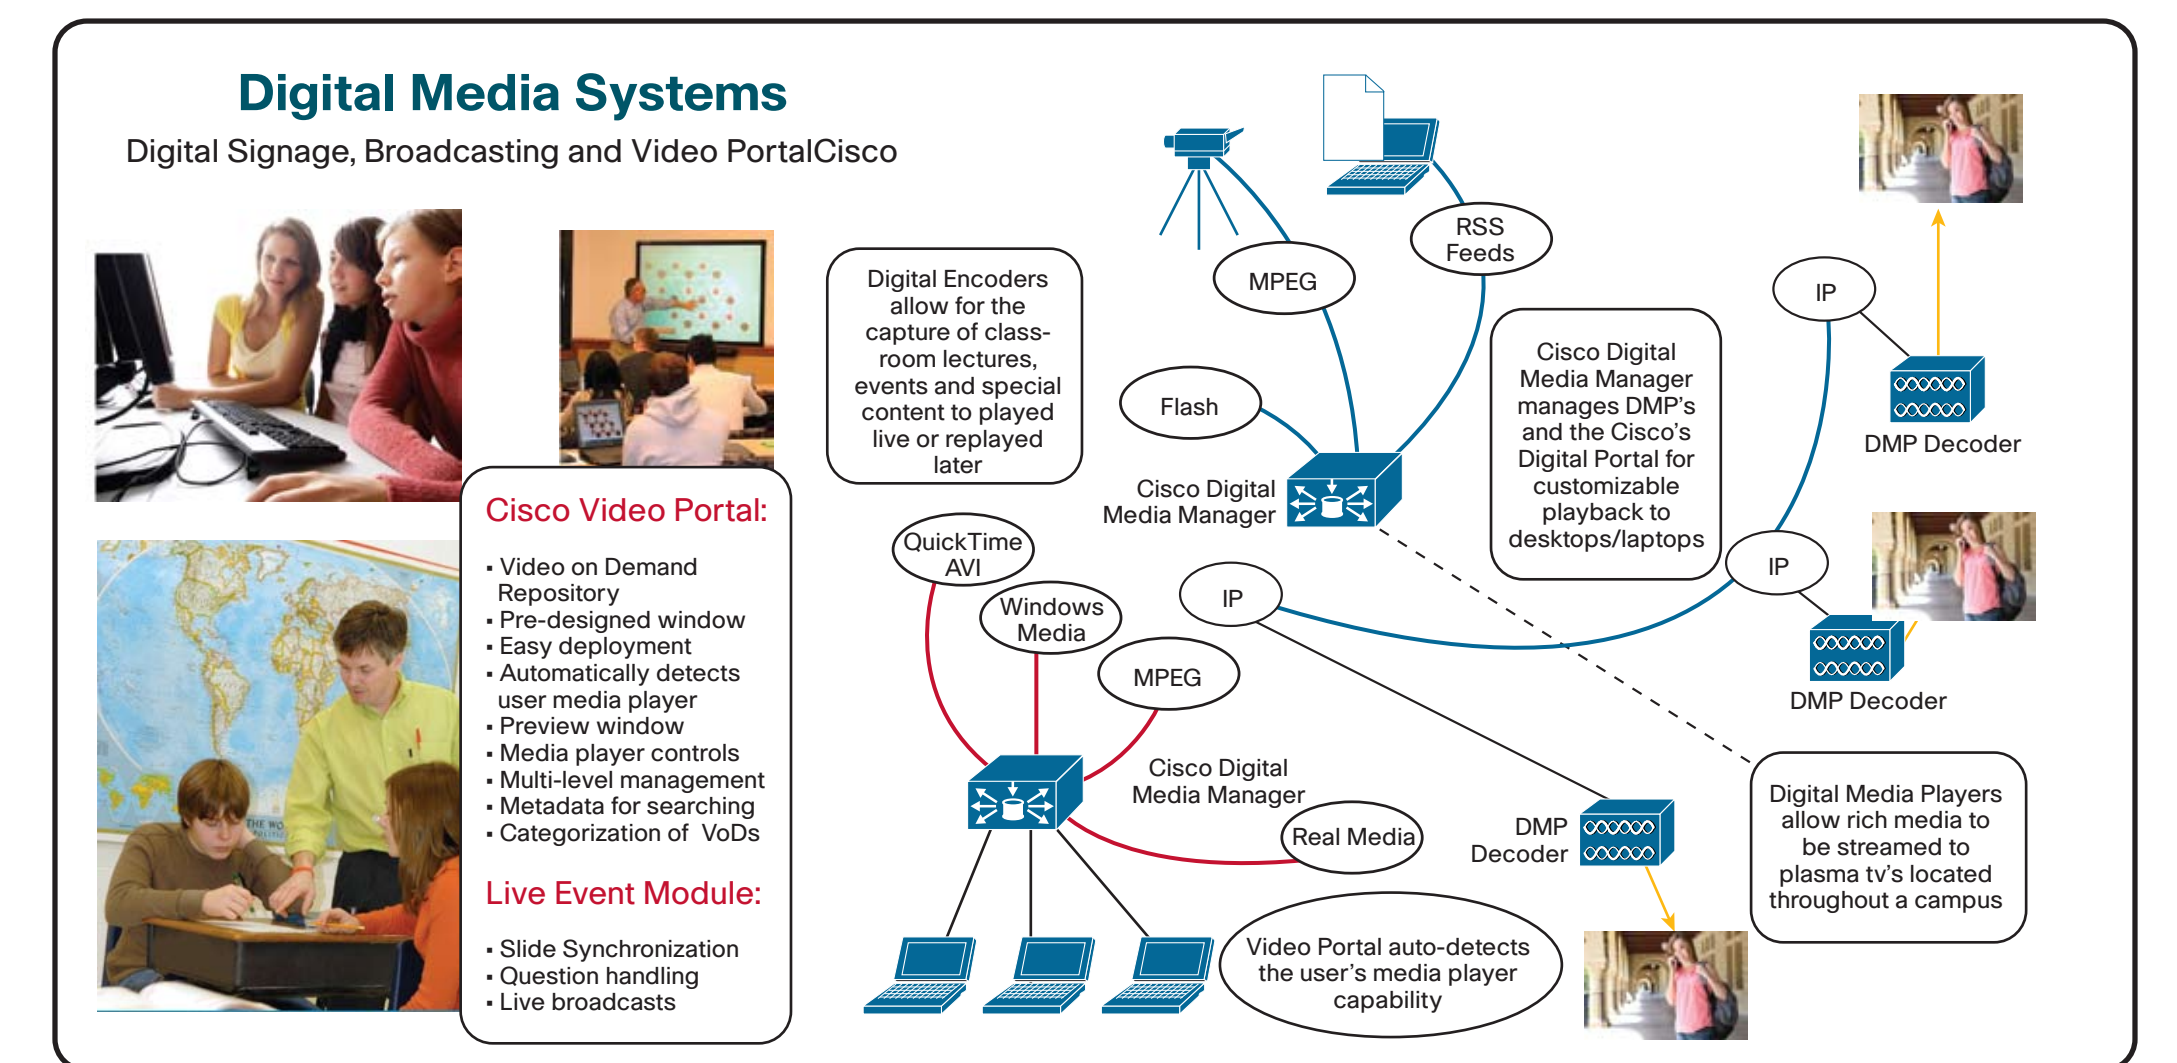 Digital Media Systems
Digital Signage, Broadcasting and Video PortalCisco
Cisco Video Portal:
▪ Video on Demand
Repository
▪ Pre-designed window
▪ Easy deployment
▪ Automatically detects
user media player
▪ Preview window
▪ Media player controls
▪ Multi-level management
▪ Metadata for searching
▪ Categorization of VoDs
Live Event Module:
▪ Slide Synchronization
▪ Question handling
▪ Live broadcasts
Digital Encoders
allow for the
capture of class-
room lectures,
events and special
content to played
live or replayed
later
MPEG
RSS
Feeds
Flash
Cisco Digital
Media Manager
Cisco Digital
Media Manager
manages DMP's
and the Cisco's
Digital Portal for
customizable
playback to
desktops/laptops
IP
DMP Decoder
IP
DMP Decoder
IP
QuickTime
AVI
Windows
Media
MPEG
Cisco Digital
Media Manager
Real Media
DMP
Decoder
Digital Media Players
allow rich media to
be streamed to
plasma tv's located
throughout a campus
Video Portal auto-detects
the user's media player
capability
THE WO